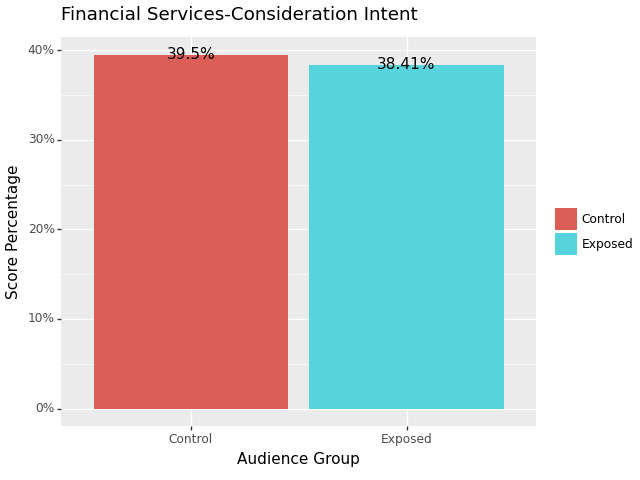 Financial Services-Consideration Intent
40%
30%
20%
10%
0%
Score Percentage
39.5%
38.41%
Control
Exposed
Audience Group
Control
Exposed